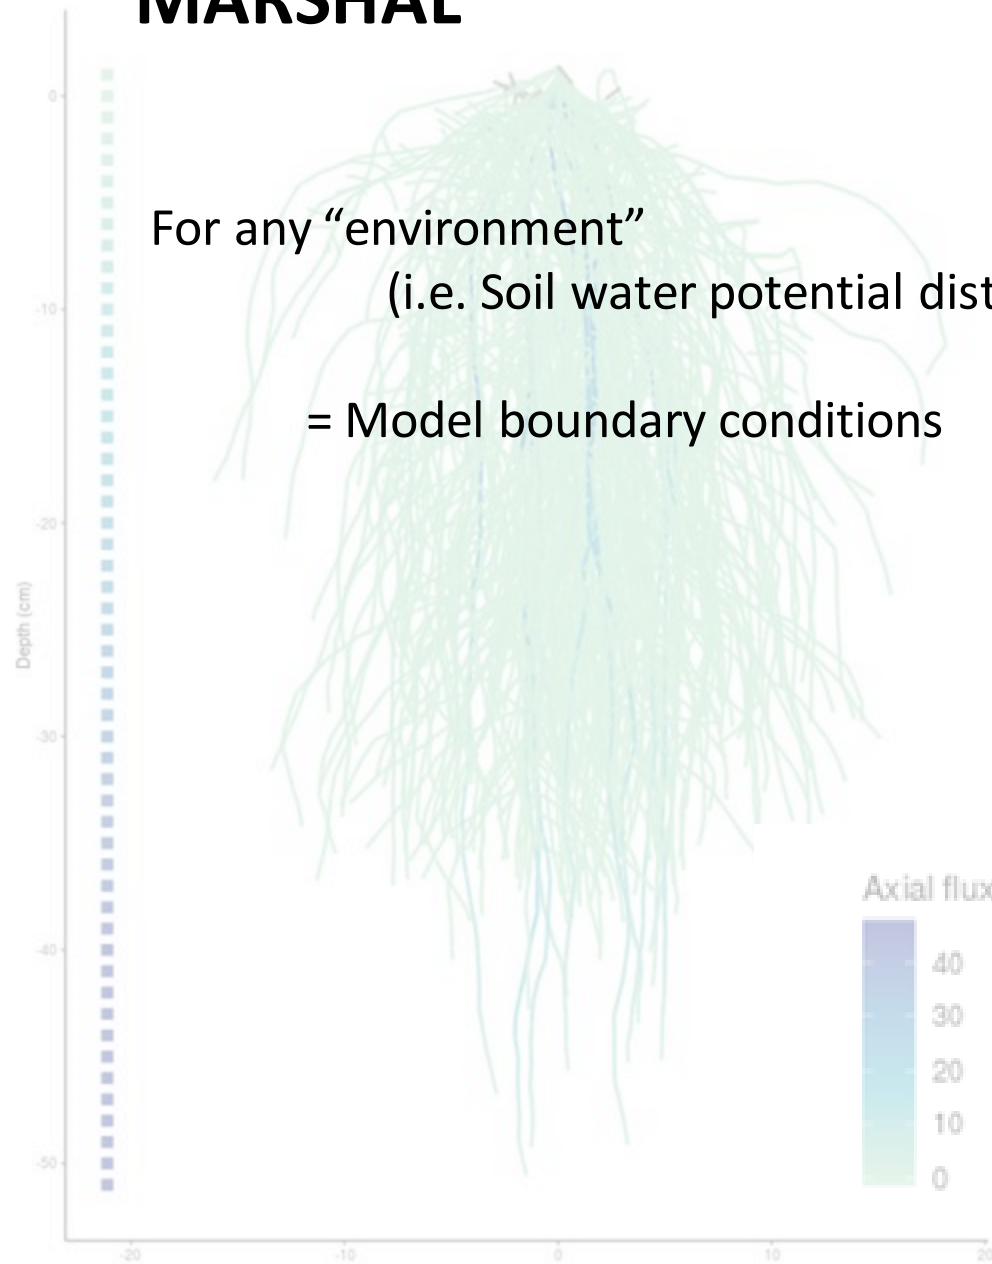 MARSHAL
For any “environment”
(i.e. Soil water potential
= Model boundary conditions
Depth (cm)
0
-10
-20
-30
-40
-50
-20
-10
0
10
20
Axial flux
40
30
20
10
0